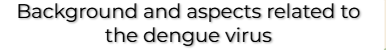 Background and aspects related to
the dengue virus